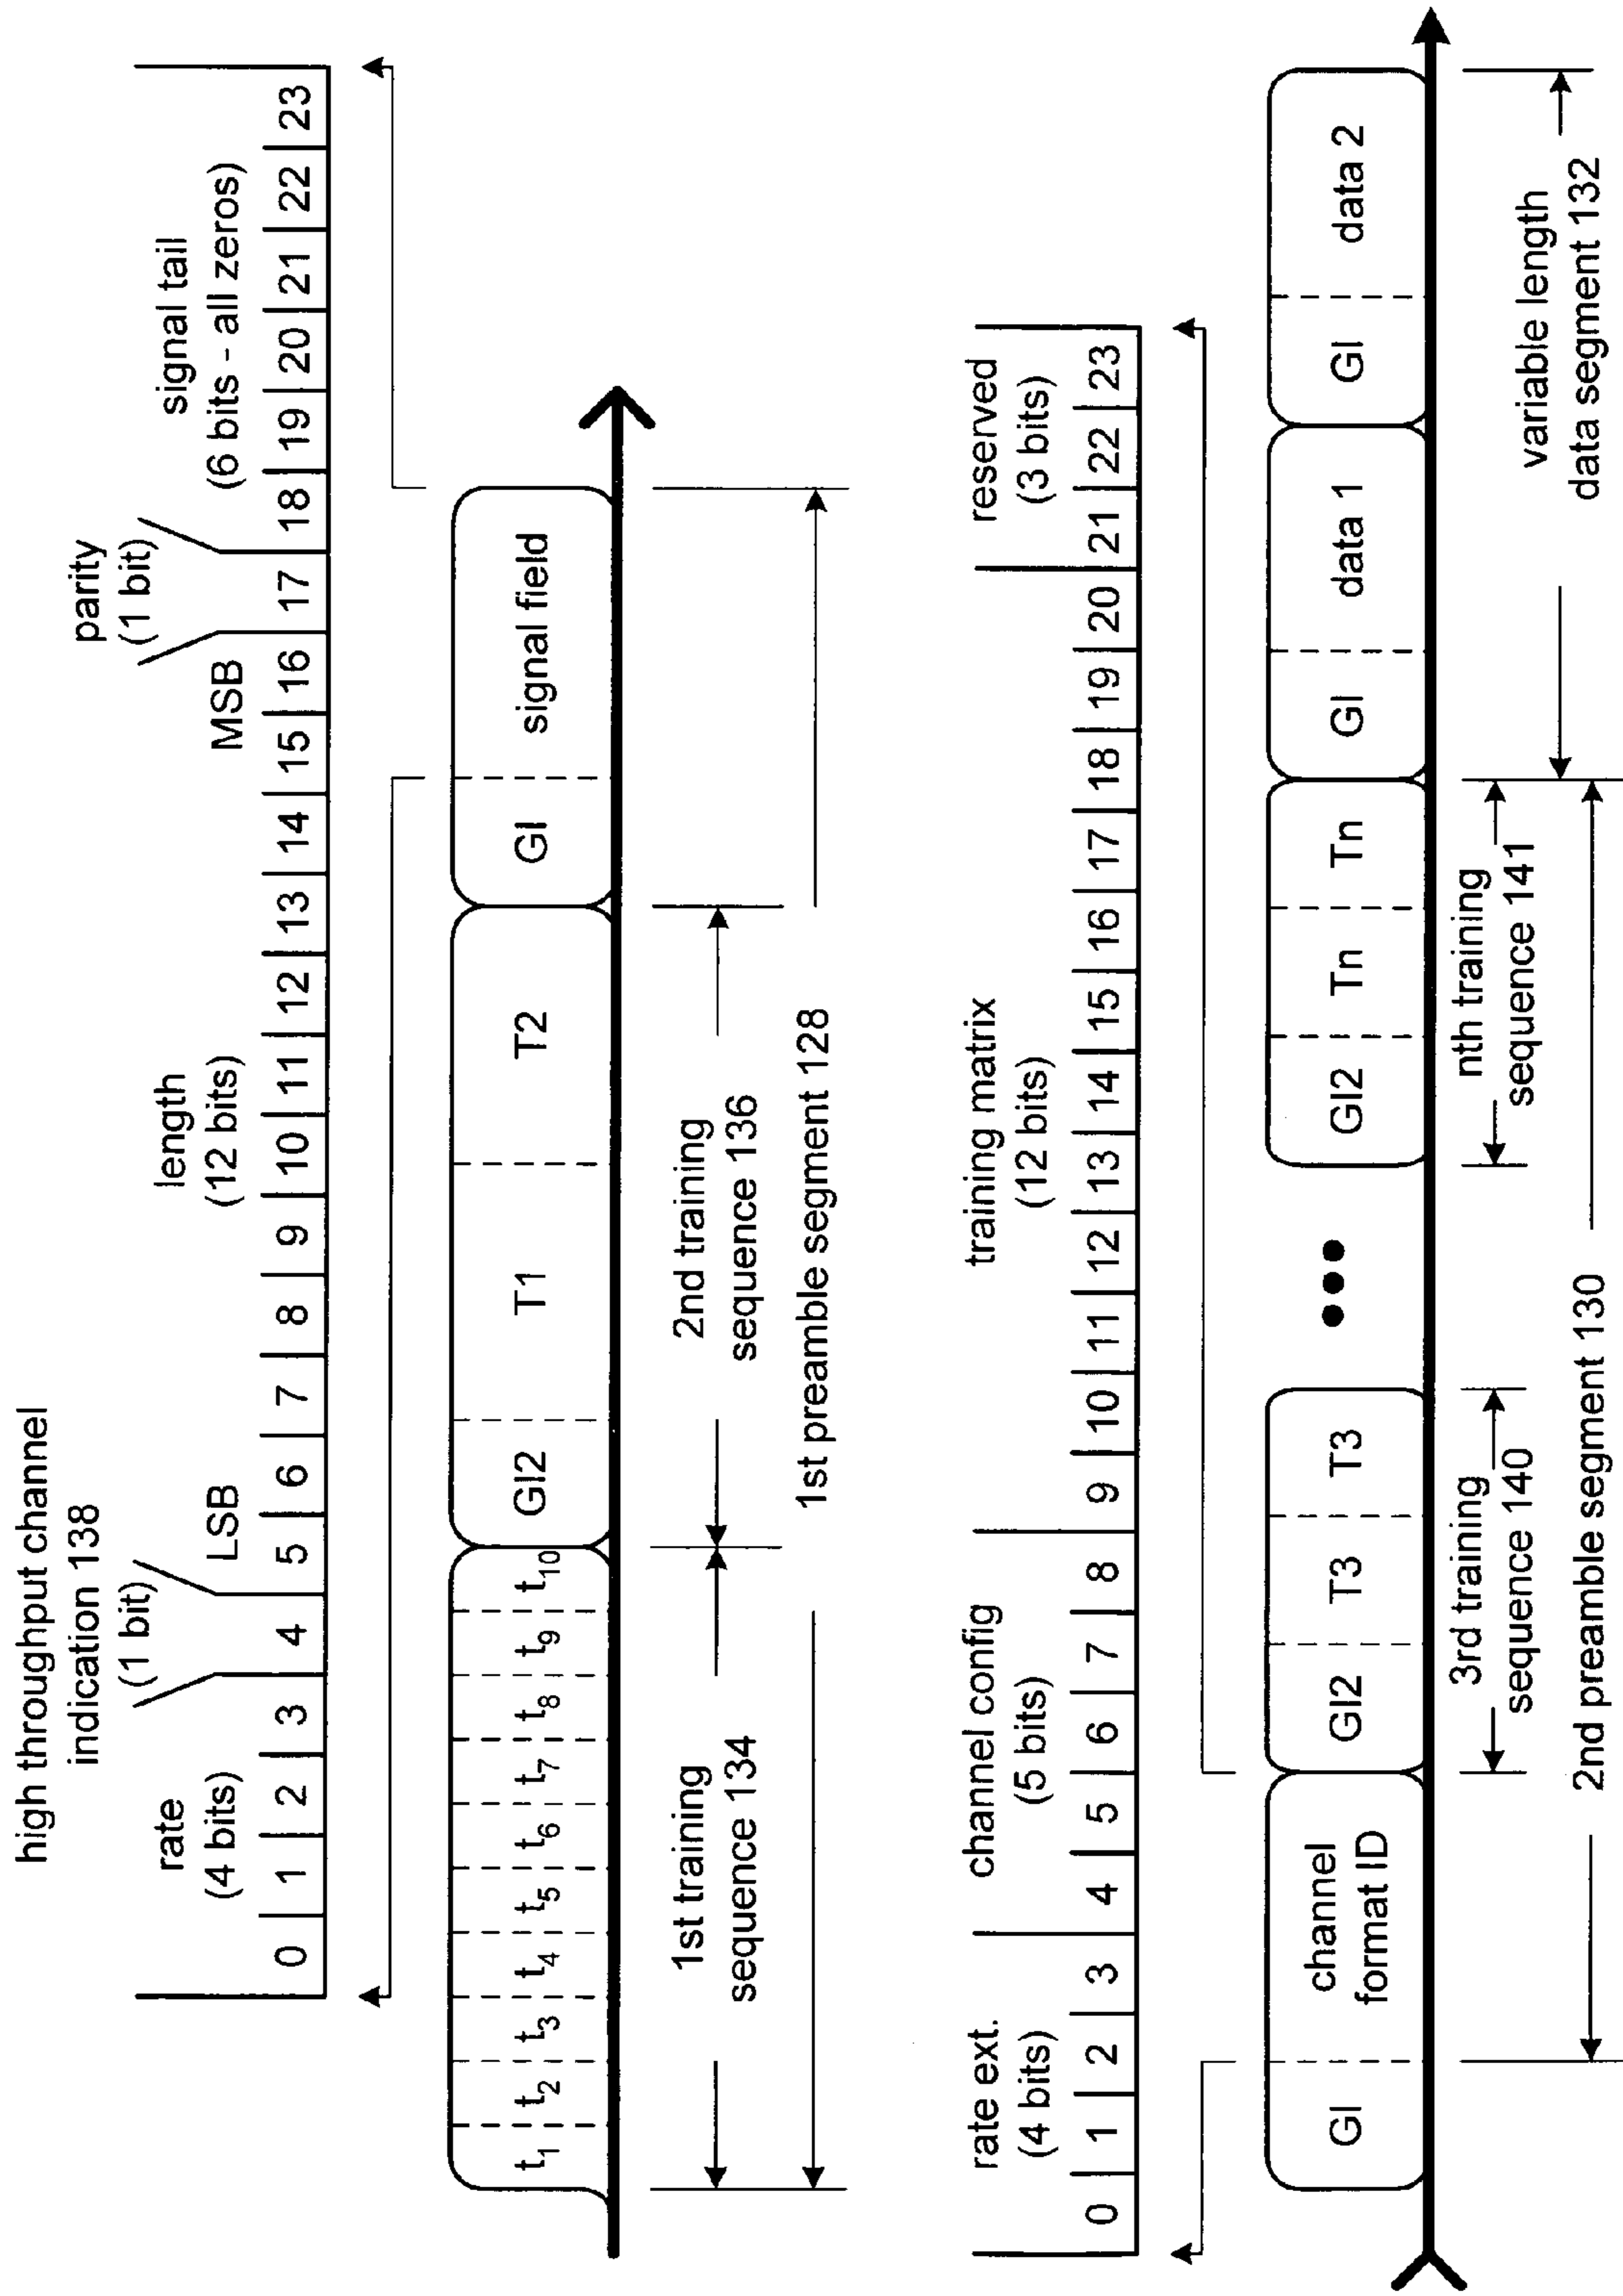 high throughput channel
indication 138
(1 bit)
rate
(4 bits)
LSB
length
(12 bits)
MSB
parity
(1 bit)
signal tail
(6 bits - all zeros)
0 1 2 3 4 5 6 7 8 9 10 11 12 13 14 15 16 17 18 19 20 21 22 23
t1 t2 t3 t4 t5 t6 t7 t8 t9 t10 GI2 T1 T2 GI signal field
1st training
sequence 134
2nd training
sequence 136
1st preamble segment 128
rate ext.
(4 bits)
channel config
(5 bits)
training matrix
(12 bits)
reserved
(3 bits)
0 1 2 3 4 5 6 7 8 9 10 11 12 13 14 15 16 17 18 19 20 21 22 23
GI channel
format ID
GI2 T3 T3 ••• GI2 Tn Tn GI data 1 GI data 2
3rd training
sequence 140
nth training
sequence 141
2nd preamble segment 130
variable length
data segment 132